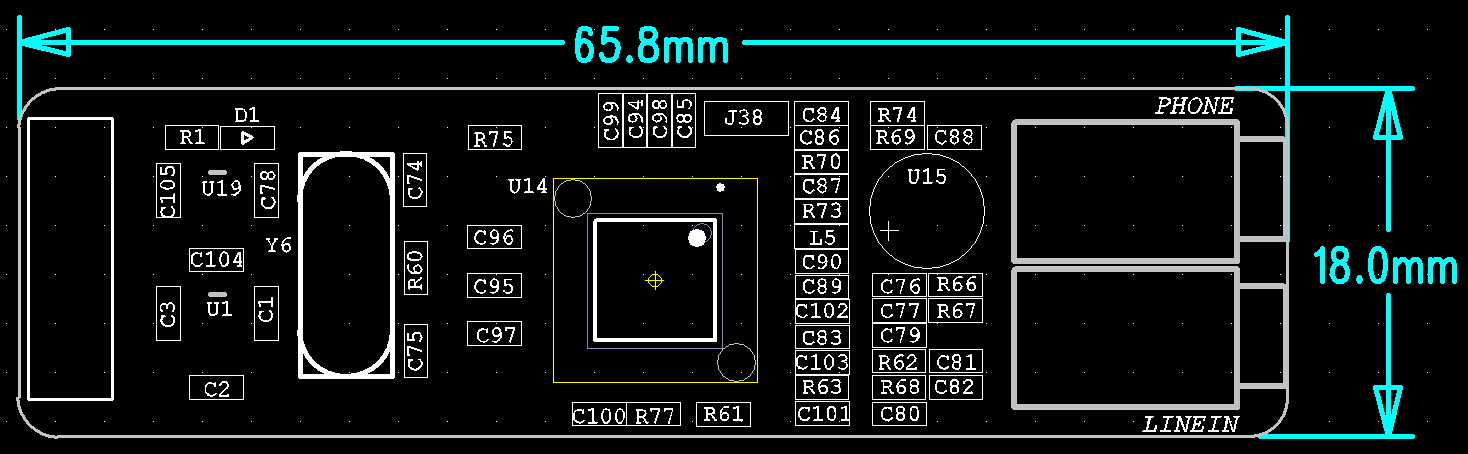 65.8mm
PHONE
D1
R1
R75
C99
C94
C98
C85
J38
C84
R74
C86
R69
C88
R70
C105
U19
C78
C74
U14
C87
U15
R73
C96
L5
Y6
C104
R60
C90
18.0mm
C95
C89
C76
R66
C3
U1
C1
C102
C77
R67
C97
C83
C79
C75
C103
R62
C81
C2
R63
R68
C82
C100
R77
R61
C101
C80
LINEIN